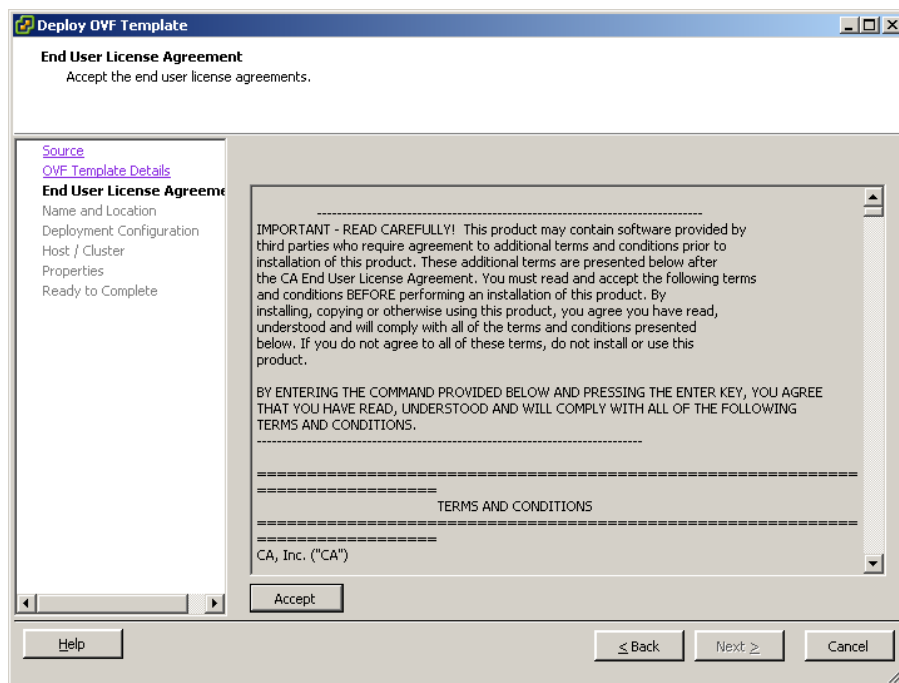 Deploy OVF Template
End User License Agreement
Accept the end user license agreements.
Source
OVF Template Details
End User License Agreeme
Name and Location
Deployment Configuration
Host / Cluster
Properties
Ready to Complete
--------------------------------------------------------------------------------
IMPORTANT - READ CAREFULLY!  This product may contain software provided by
third parties who require agreement to additional terms and conditions prior to
installation of this product. These additional terms are presented below after
the CA End User License Agreement. You must read and accept the following terms
and conditions BEFORE performing an installation of this product. By
installing, copying or otherwise using this product, you agree you have read,
understood and will comply with all of the terms and conditions presented
below. If you do not agree to all of these terms, do not install or use this
product.
BY ENTERING THE COMMAND PROVIDED BELOW AND PRESSING THE ENTER KEY, YOU AGREE
THAT YOU HAVE READ, UNDERSTOOD AND WILL COMPLY WITH ALL OF THE FOLLOWING
TERMS AND CONDITIONS.
--------------------------------------------------------------------------------
============================================================
==================
TERMS AND CONDITIONS
============================================================
==================
CA, Inc. ("CA")
Accept
Help
< Back
Next >
Cancel